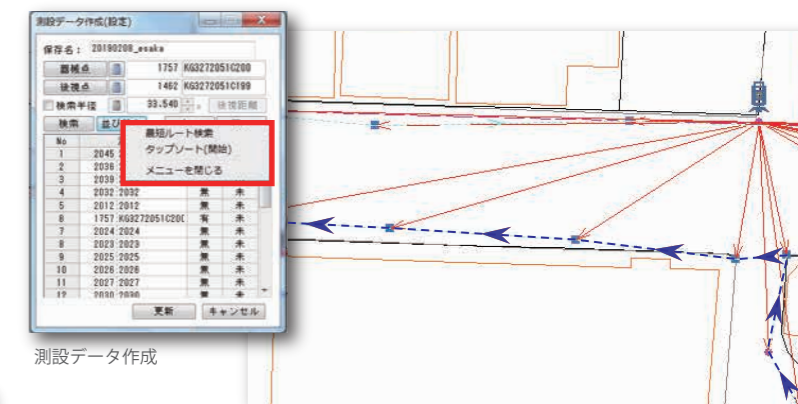 測設データ作成(設定)
保存名： 20190208_esaka
器械点 1757 KG3272051C200
後視点 1462 KG3272051C199
検索半径 33.540 後視距離
検索 並び
最短ルート検索
タップソート(開始)
メニューを閉じる
No
1 2045
2 2036
3 2039
4 2032 2032 無 未
5 2012 2012 無 未
6 1757 KG3272051C20C 有 未
7 2024 2024 無 未
8 2023 2023 無 未
9 2025 2025 無 未
10 2026 2026 無 未
11 2027 2027 無 未
12 2030 2030 無 未
更新 キャンセル
測設データ作成